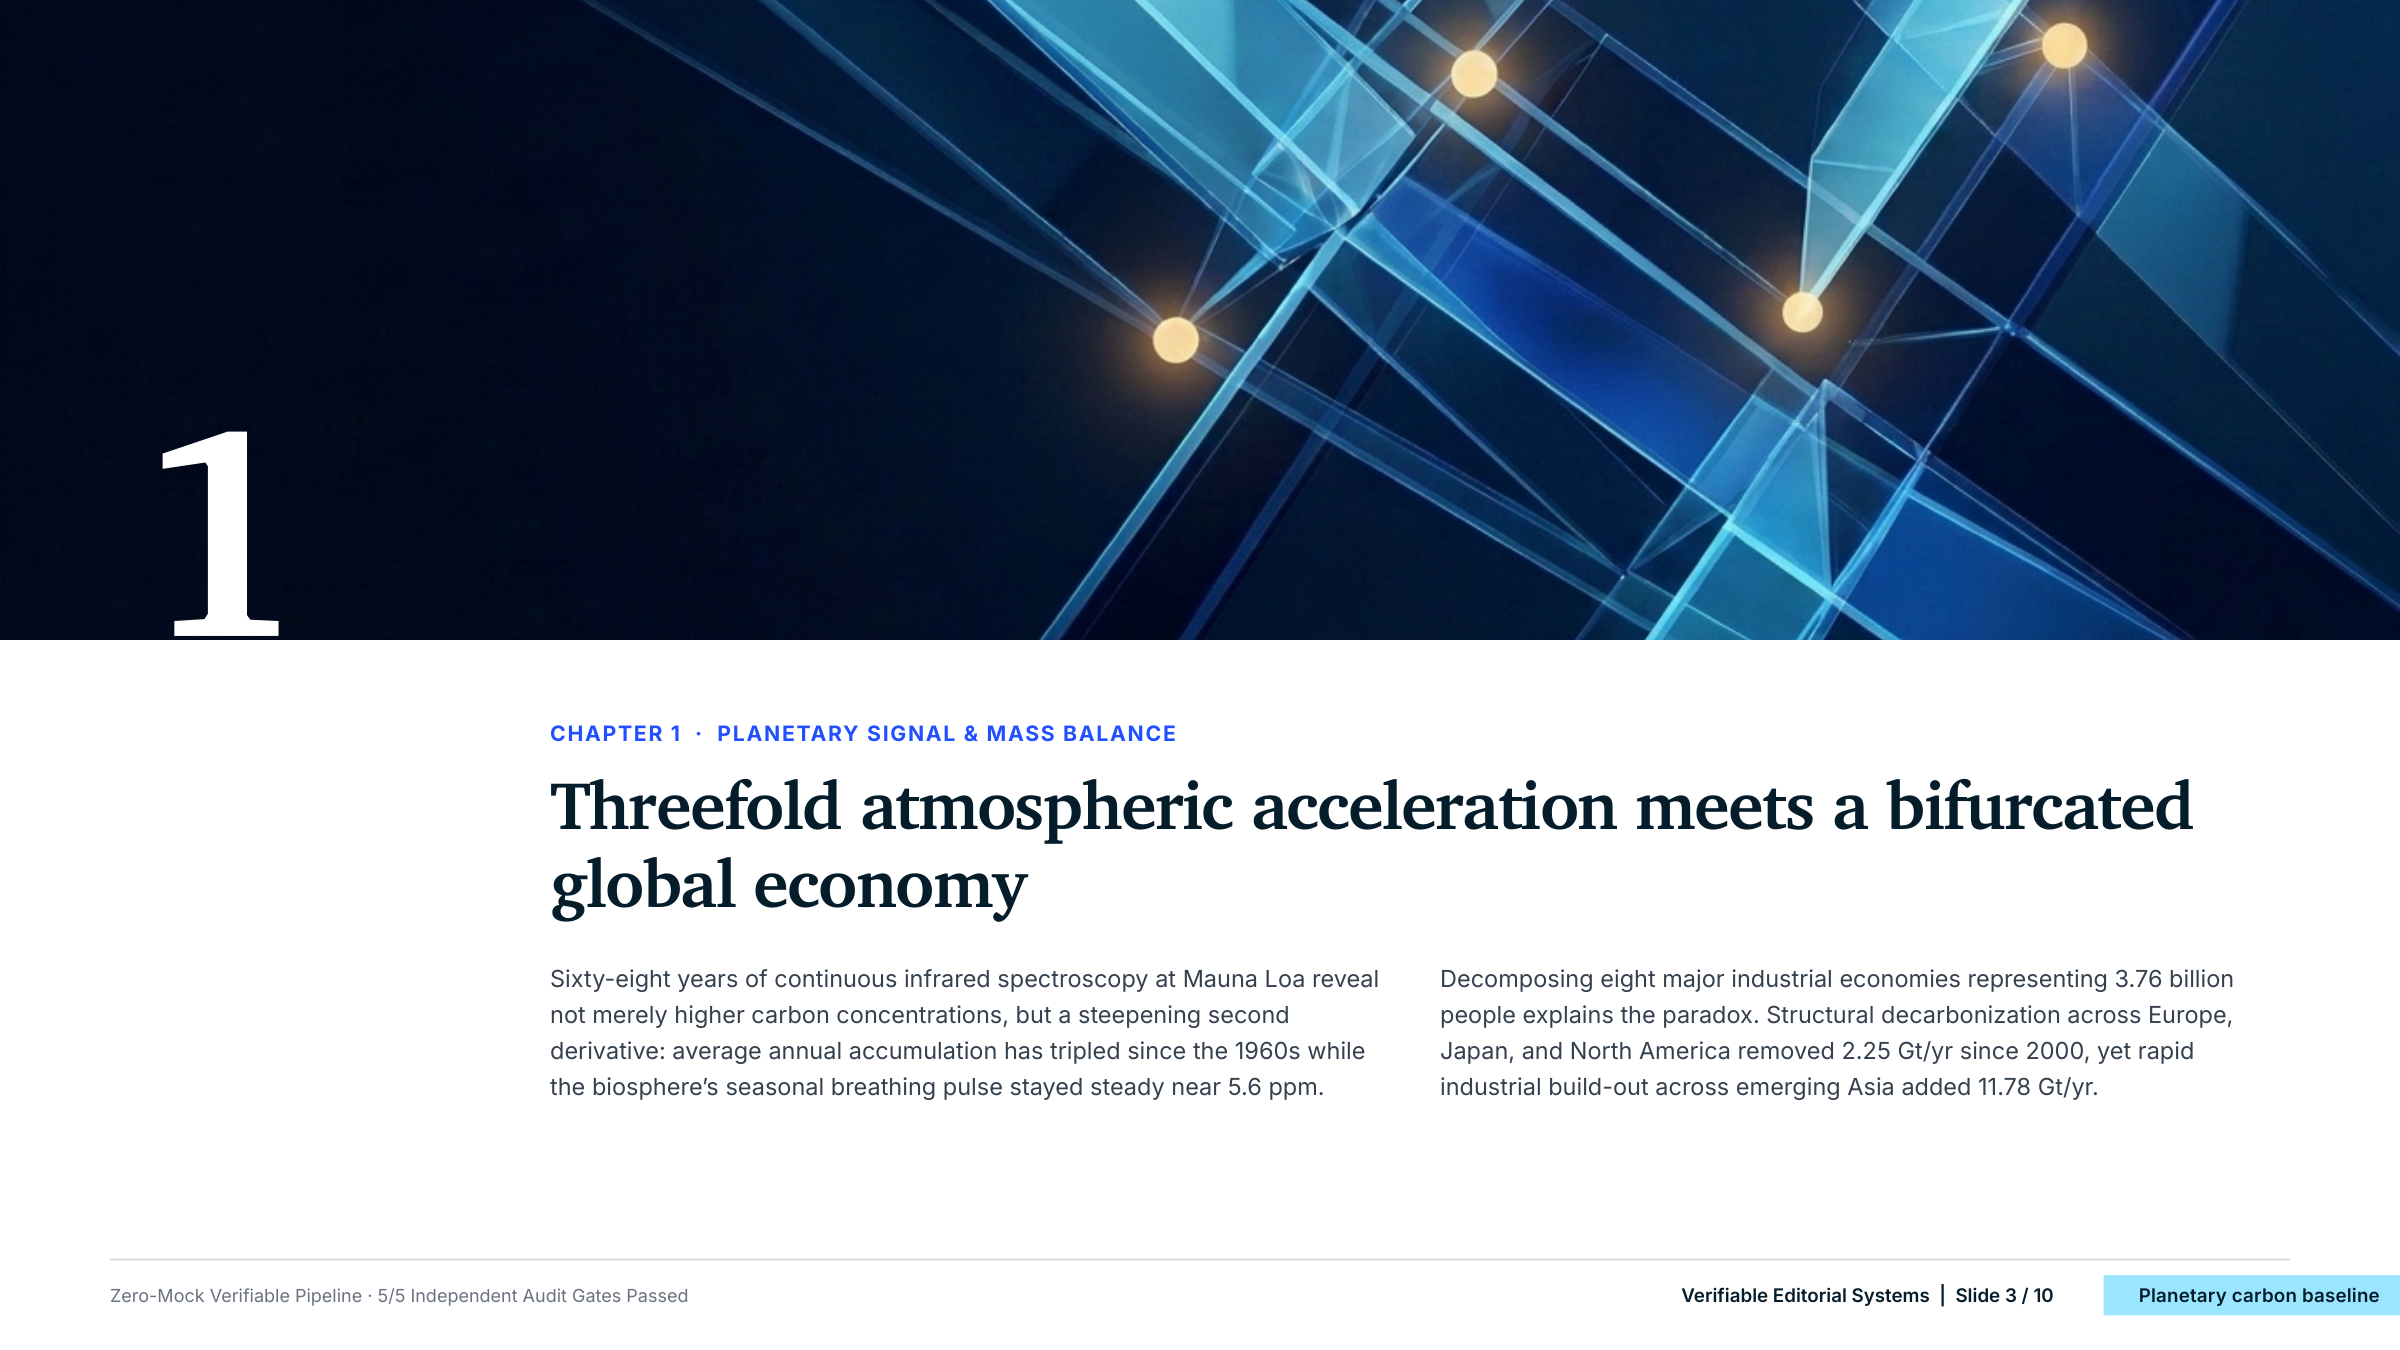 1
CHAPTER 1 · PLANETARY SIGNAL & MASS BALANCE
Threefold atmospheric acceleration meets a bifurcated
global economy
Sixty-eight years of continuous infrared spectroscopy at Mauna Loa reveal
not merely higher carbon concentrations, but a steepening second
derivative: average annual accumulation has tripled since the 1960s while
the biosphere’s seasonal breathing pulse stayed steady near 5.6 ppm.
Decomposing eight major industrial economies representing 3.76 billion
people explains the paradox. Structural decarbonization across Europe,
Japan, and North America removed 2.25 Gt/yr since 2000, yet rapid
industrial build-out across emerging Asia added 11.78 Gt/yr.
Zero-Mock Verifiable Pipeline · 5/5 Independent Audit Gates Passed
Verifiable Editorial Systems | Slide 3 / 10
Planetary carbon baseline